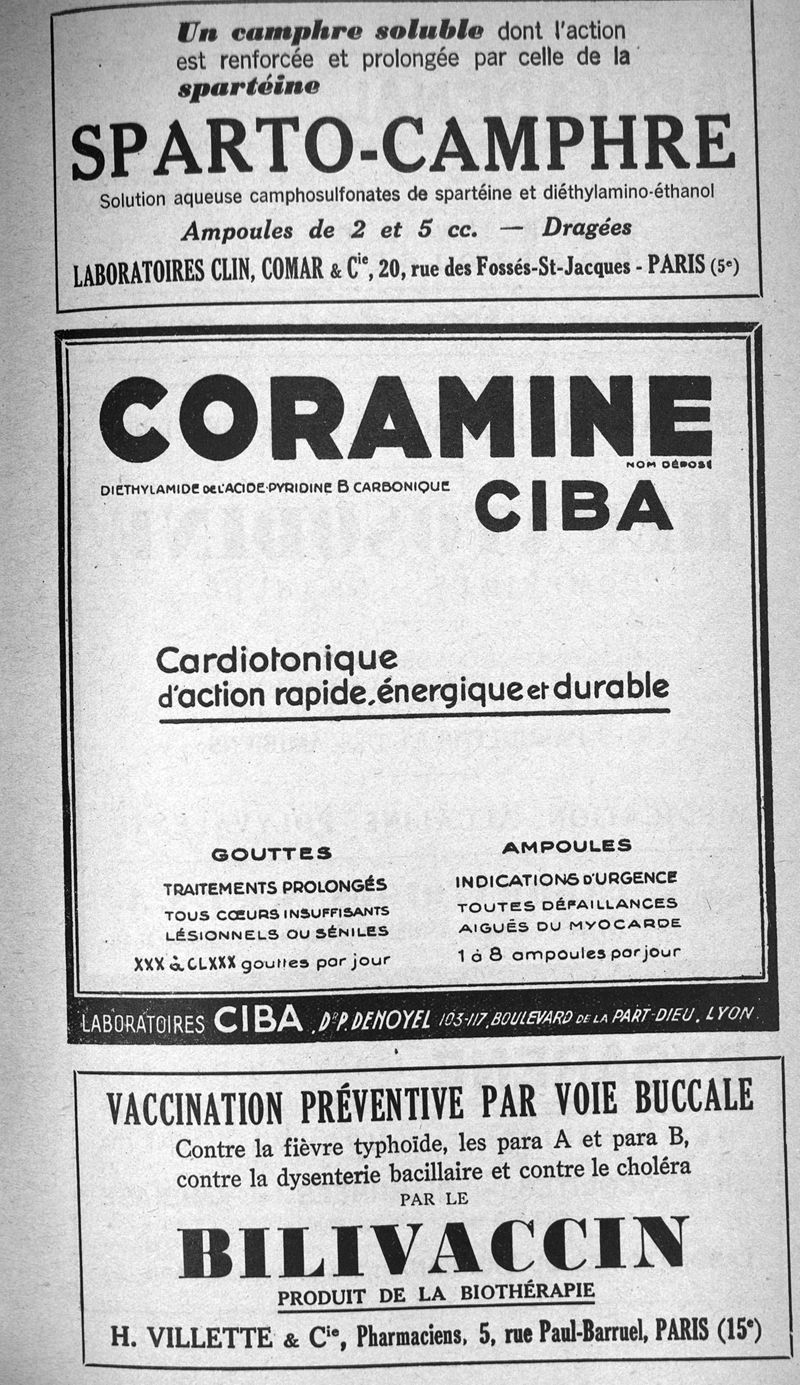 Un camphre soluble dont l'action
est renforcée et prolongée par celle de la
spartéine
SPARTO-CAMPHRE
Solution aqueuse camphosulfonates de spartéine et diéthylamino-éthanol
Ampoules de 2 et 5 cc. — Dragées
LABORATOIRES CLIN, COMAR & Cie, 20, rue des Fossés-St-Jacques - PARIS (5e)
CORAMINE
NOM DÉPOSÉ
DIÉTHYLAMIDE DE L'ACIDE-PYRIDINE B CARBONIQUE
CIBA
Cardiotonique
d'action rapide, énergique et durable
GOUTTES
TRAITEMENTS PROLONGÉS
TOUS CŒURS INSUFFISANTS
LÉSIONNELS OU SÉNILES
XXX à CLXXX gouttes par jour
AMPOULES
INDICATIONS D'URGENCE
TOUTES DÉFAILLANCES
AIGUËS DU MYOCARDE
1 à 8 ampoules par jour
LABORATOIRES CIBA, Dr P. DENOYEL 103-117, BOULEVARD DE LA PART-DIEU, LYON
VACCINATION PRÉVENTIVE PAR VOIE BUCCALE
Contre la fièvre typhoïde, les para A et para B,
contre la dysenterie bacillaire et contre le choléra
PAR LE
BILIVACCIN
PRODUIT DE LA BIOTHÉRAPIE
H. VILLETTE & Cie, Pharmaciens, 5, rue Paul-Barruel, PARIS (15e)